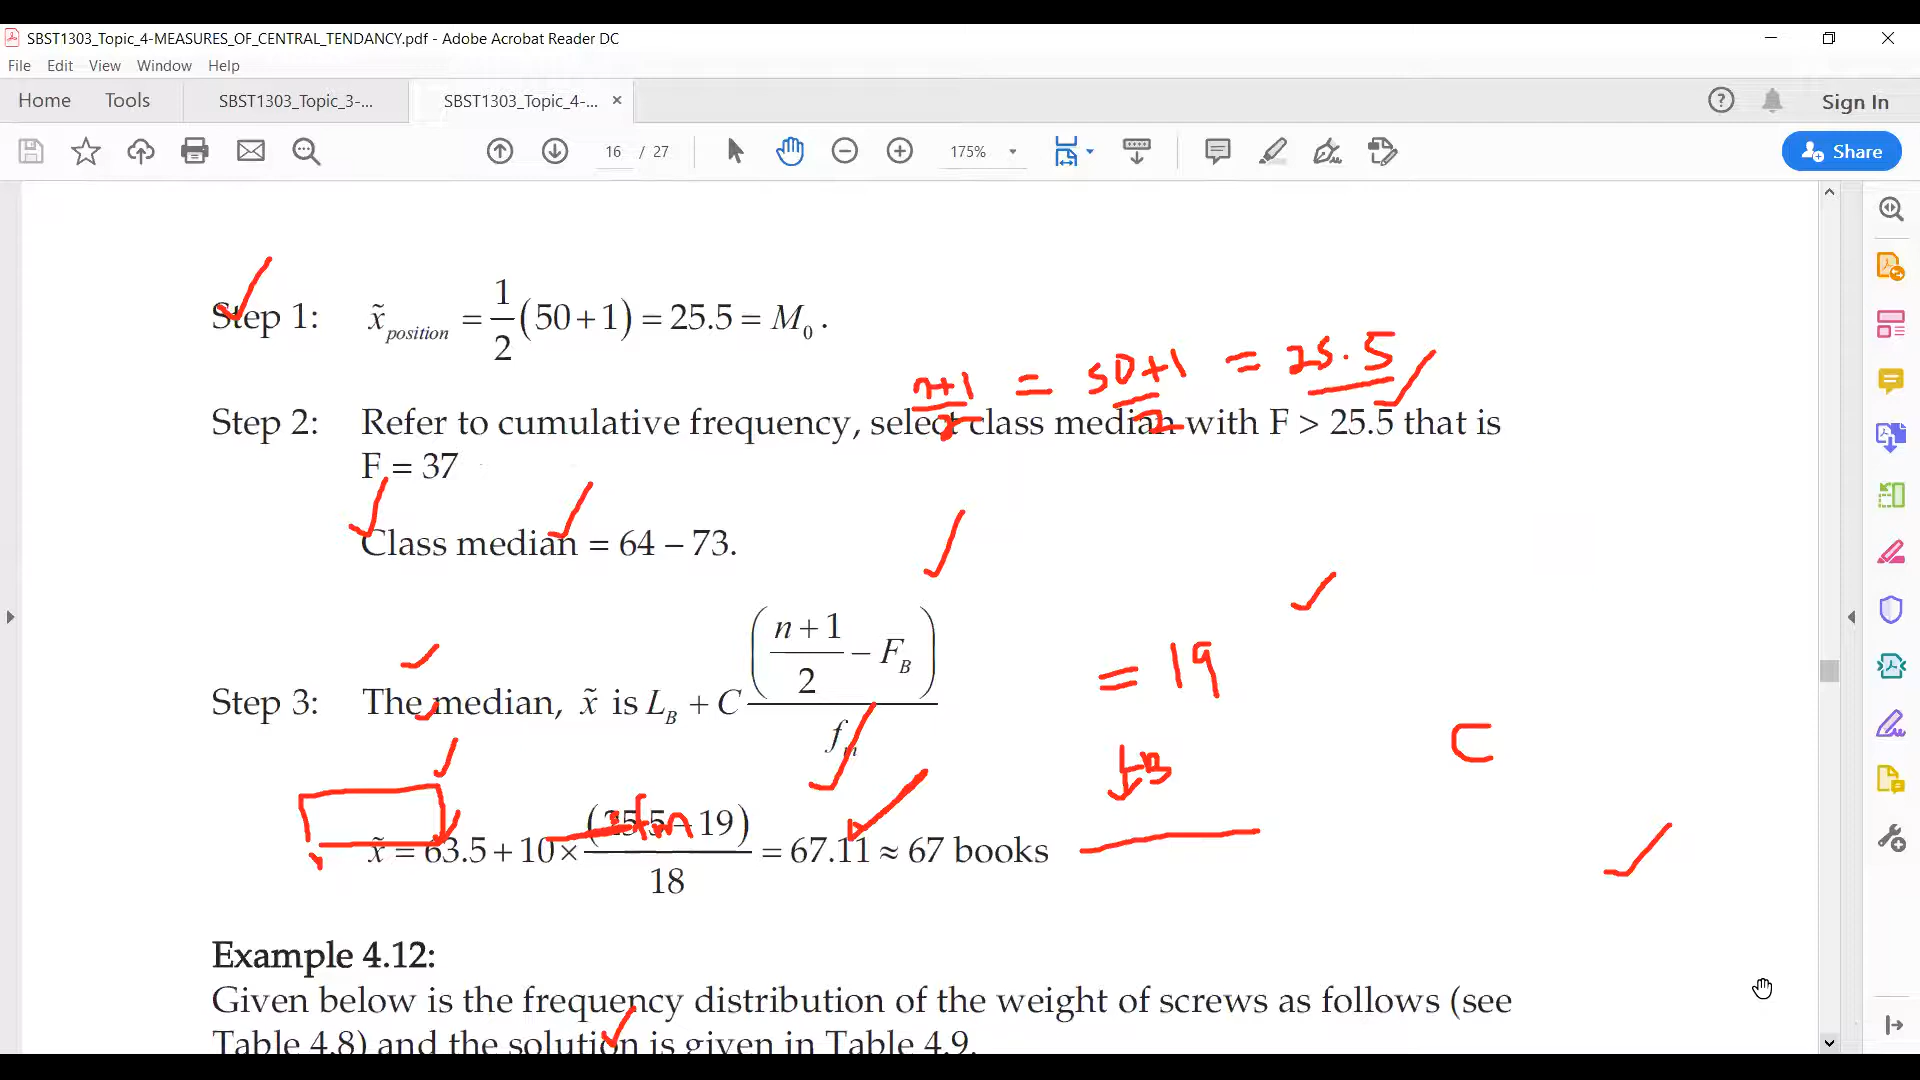 SBST1303_Topic_4-MEASURES_OF_CENTRAL_TENDANCY.pdf - Adobe Acrobat Reader DC
File Edit View Window Help
Home Tools SBST1303_Topic_3-... SBST1303_Topic_4-... × Sign In
16 / 27 175% Share
Step 1: x̃position = 1/2 (50 + 1) = 25.5 = M₀ .
n+1/2 = 50+1/2 = 25.5
Step 2: Refer to cumulative frequency, select class median with F > 25.5 that is
F = 37
Class median = 64 – 73.
Step 3: The median, x̃ is L_B + C ((n + 1)/2 − F_B)/f_m
= 19
C
fm
x̃ = 63.5 + 10 × (25.5 − 19)/18 = 67.11 ≈ 67 books
Example 4.12:
Given below is the frequency distribution of the weight of screws as follows (see
Table 4.8) and the solution is given in Table 4.9.